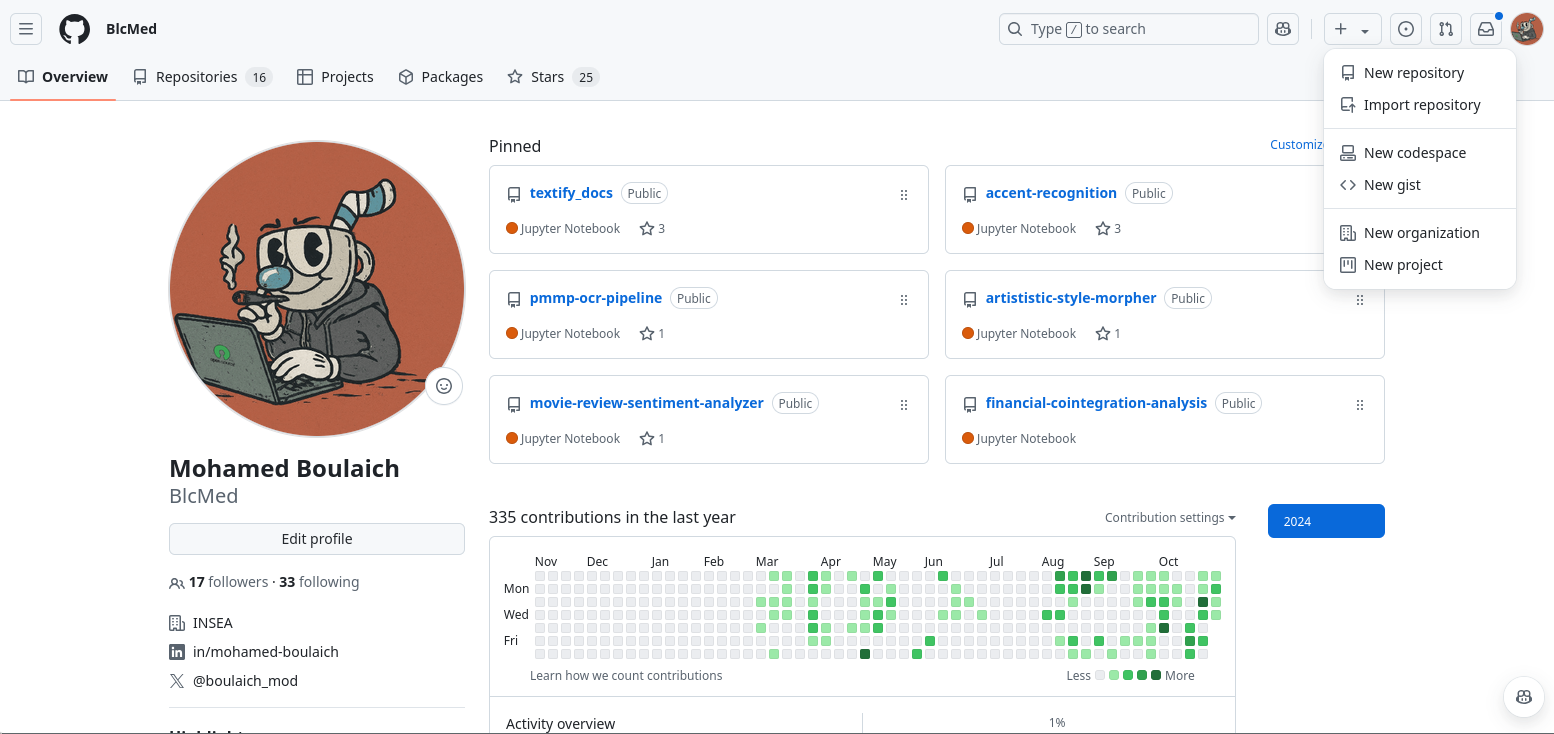 BlcMed
Type / to search
Overview
Repositories 16
Projects
Packages
Stars 25
New repository
Import repository
New codespace
New gist
New organization
New project
Mohamed Boulaich
BlcMed
Edit profile
17 followers · 33 following
INSEA
in/mohamed-boulaich
@boulaich_mod
Pinned
textify_docs Public
Jupyter Notebook 3
accent-recognition Public
Jupyter Notebook 3
pmmp-ocr-pipeline Public
Jupyter Notebook 1
artististic-style-morpher Public
Jupyter Notebook 1
movie-review-sentiment-analyzer Public
Jupyter Notebook 1
financial-cointegration-analysis Public
Jupyter Notebook
335 contributions in the last year
Contribution settings
2024
Nov Dec Jan Feb Mar Apr May Jun Jul Aug Sep Oct
Mon
Wed
Fri
Learn how we count contributions
Less More
Activity overview
1%